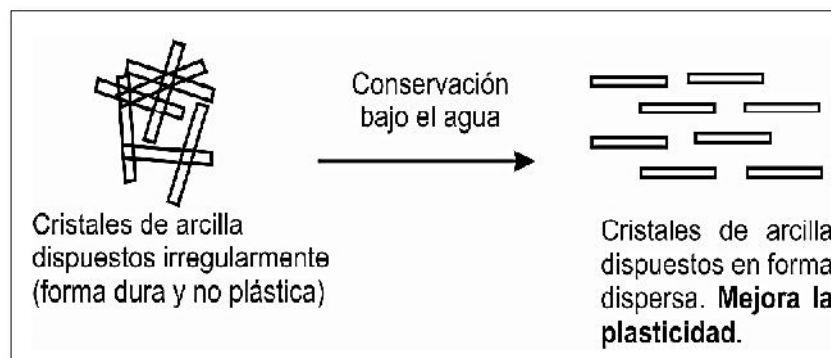 Conservación
bajo el agua
Cristales de arcilla
dispuestos irregularmente
(forma dura y no plástica)
Cristales de arcilla
dispuestos en forma
dispersa. Mejora la
plasticidad.